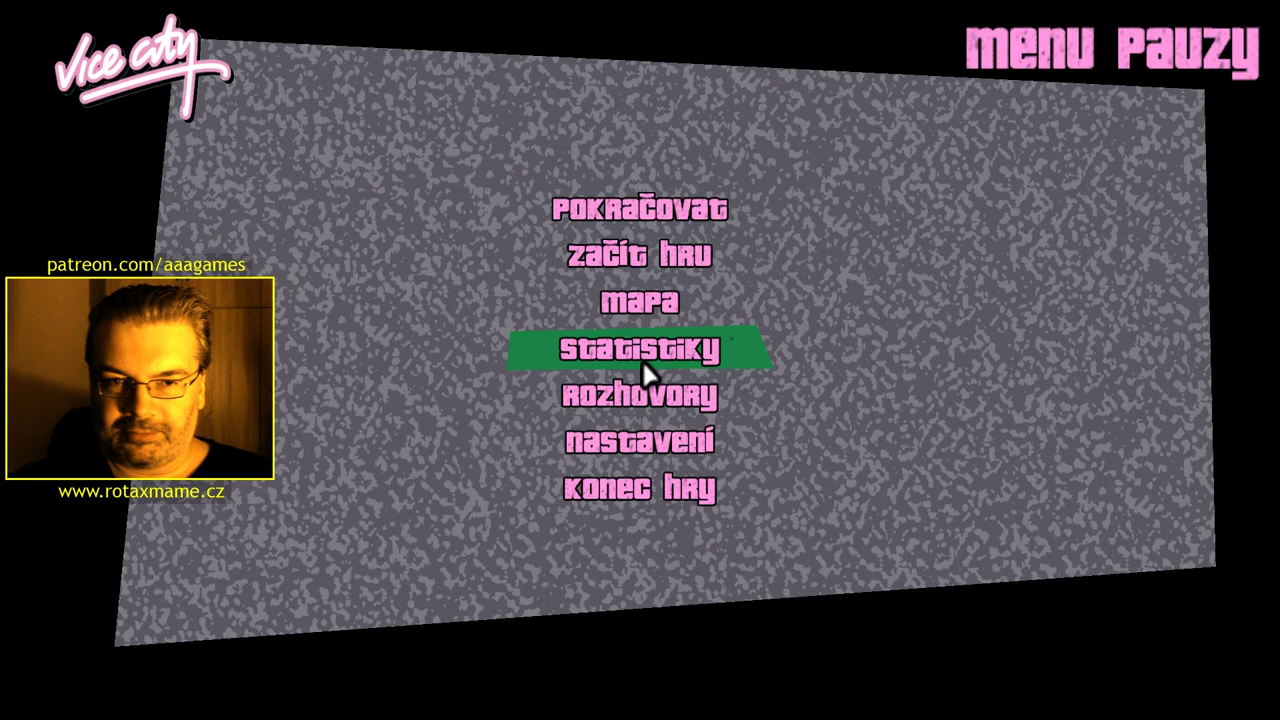 vice city
menu pauzy
pokračovat
začít hru
mapa
statistiky
rozhovory
nastavení
konec hry
patreon.com/aaagames
www.rotaxmame.cz